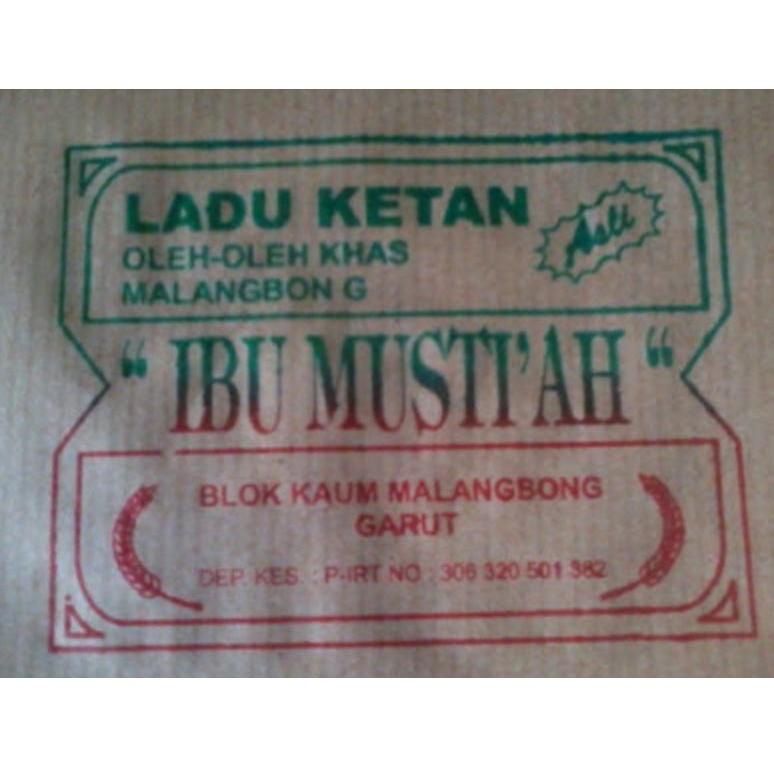 LADU KETAN
Asli
OLEH-OLEH KHAS
MALANGBON G
“ IBU MUSTI’AH “
BLOK KAUM MALANGBONG
GARUT
DEP. KES. : P-IRT NO : 306 320 501 382